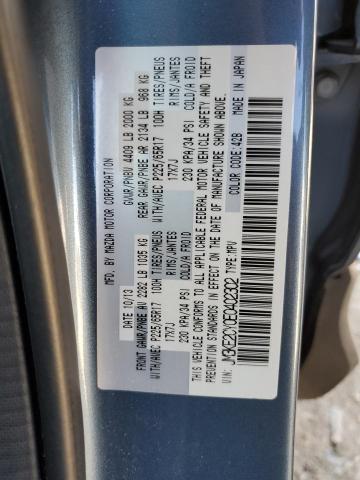 MFD. BY MAZDA MOTOR CORPORATION
DATE: 10/13 GVWR/PNBV 4409 LB 2000 KG
FRONT GAWR/PNBE AV 2282 LB 1035 KG REAR GAWR/PNBE AR 2134 LB 968 KG
WITH/AVEC P225/65R17 100H TIRES/PNEUS WITH/AVEC P225/65R17 100H TIRES/PNEUS
17X7J RIMS/JANTES 17X7J RIMS/JANTES
230 KPA/34 PSI COLD/A FROID 230 KPA/34 PSI COLD/A FROID
THIS VEHICLE CONFORMS TO ALL APPLICABLE FEDERAL MOTOR VEHICLE SAFETY AND THEFT
PREVENTION STANDARDS IN EFFECT ON THE DATE OF MANUFACTURE SHOWN ABOVE.
MADE IN JAPAN
VIN: TYPE: MPV COLOR CODE: 42B